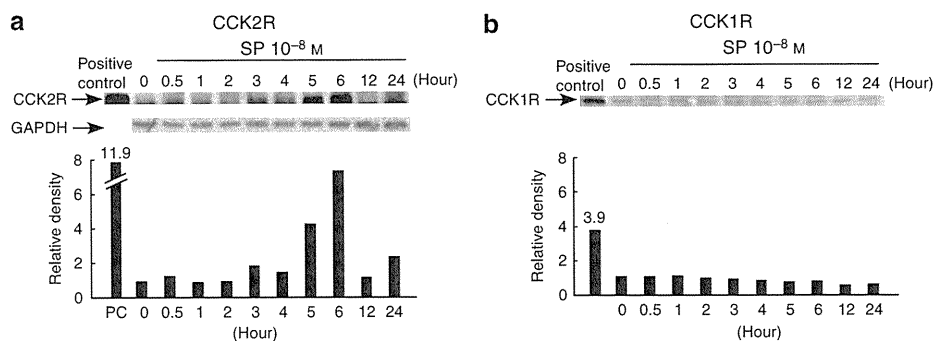 a
CCK2R
SP 10⁻⁸ M
Positive control
0 0.5 1 2 3 4 5 6 12 24 (Hour)
CCK2R
GAPDH
11.9
8
6
4
2
0
Relative density
PC 0 0.5 1 2 3 4 5 6 12 24
(Hour)
b
CCK1R
SP 10⁻⁸ M
Positive control
0 0.5 1 2 3 4 5 6 12 24 (Hour)
CCK1R
8
6
4
2
0
3.9
Relative density
0 0.5 1 2 3 4 5 6 12 24
(Hour)